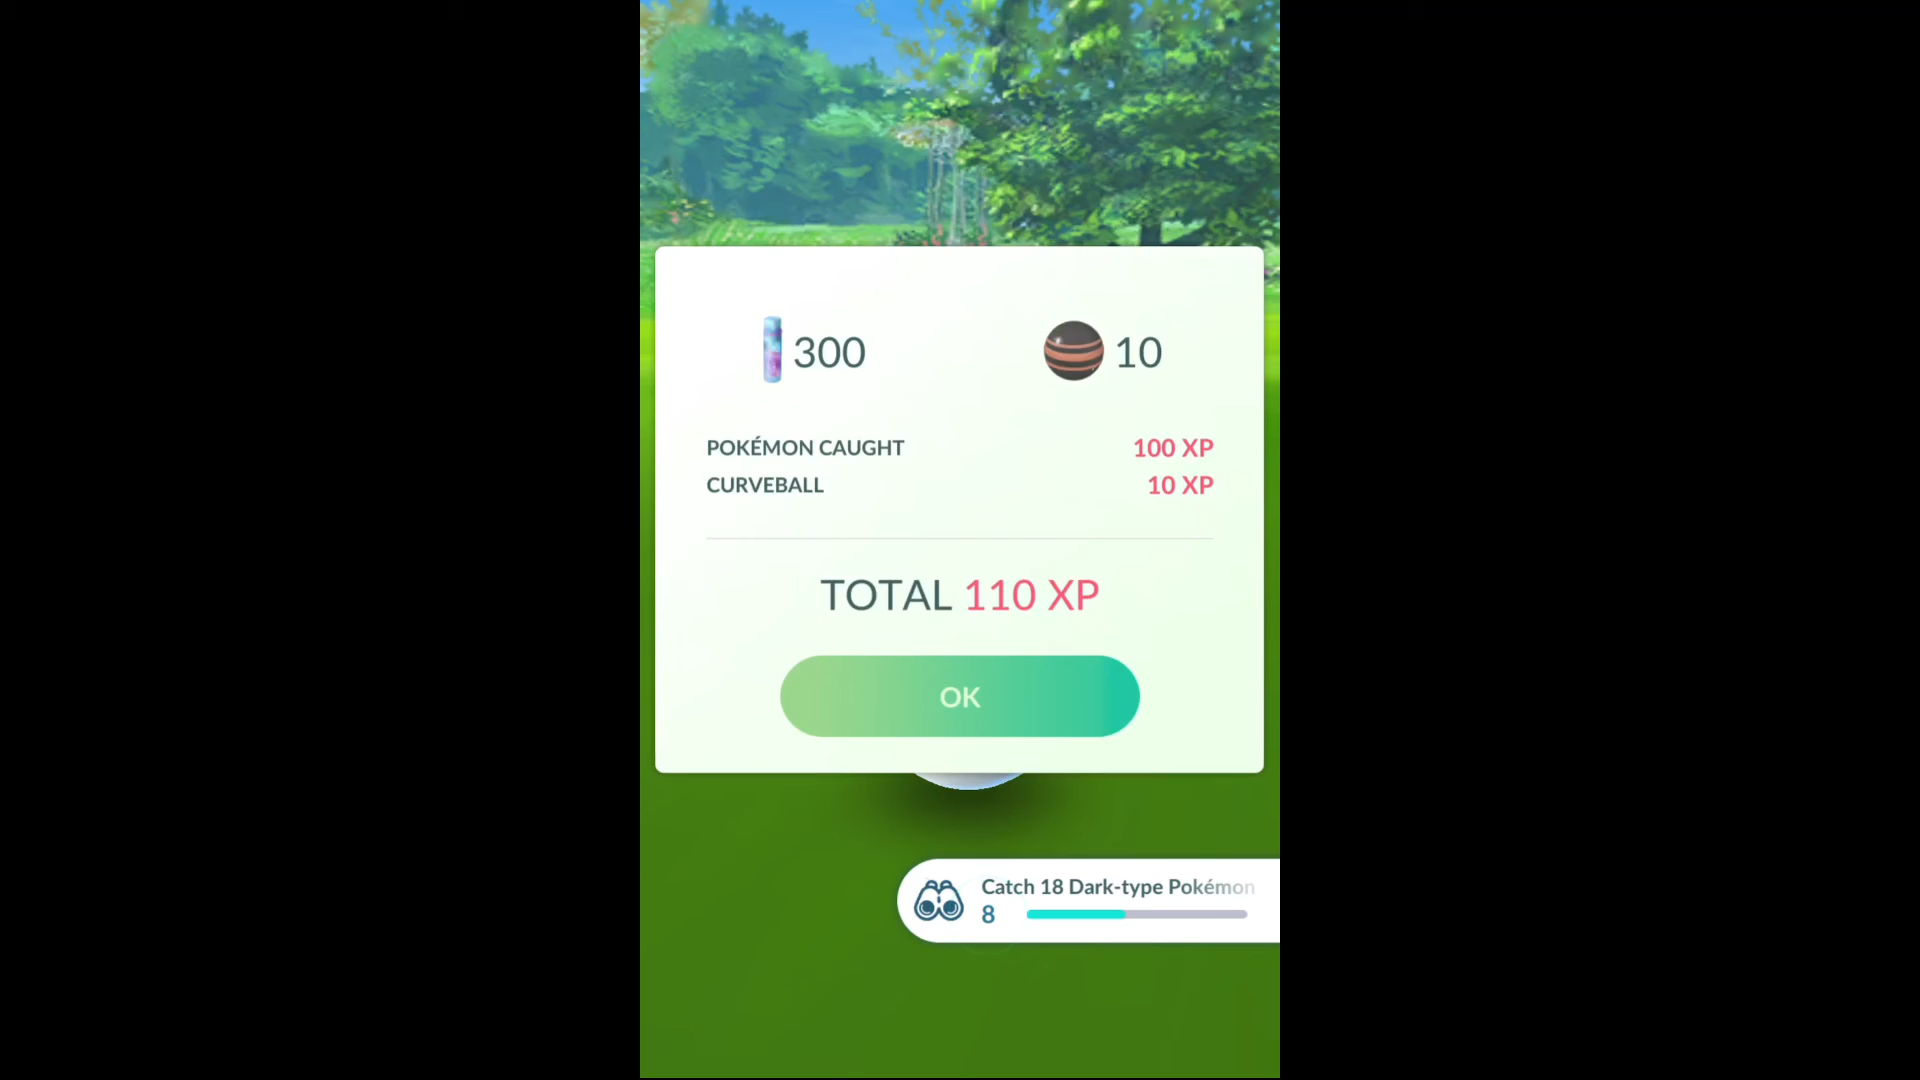 300
10
POKÉMON CAUGHT 100 XP
CURVEBALL 10 XP
TOTAL 110 XP
OK
Catch 18 Dark-type Pokémon
8